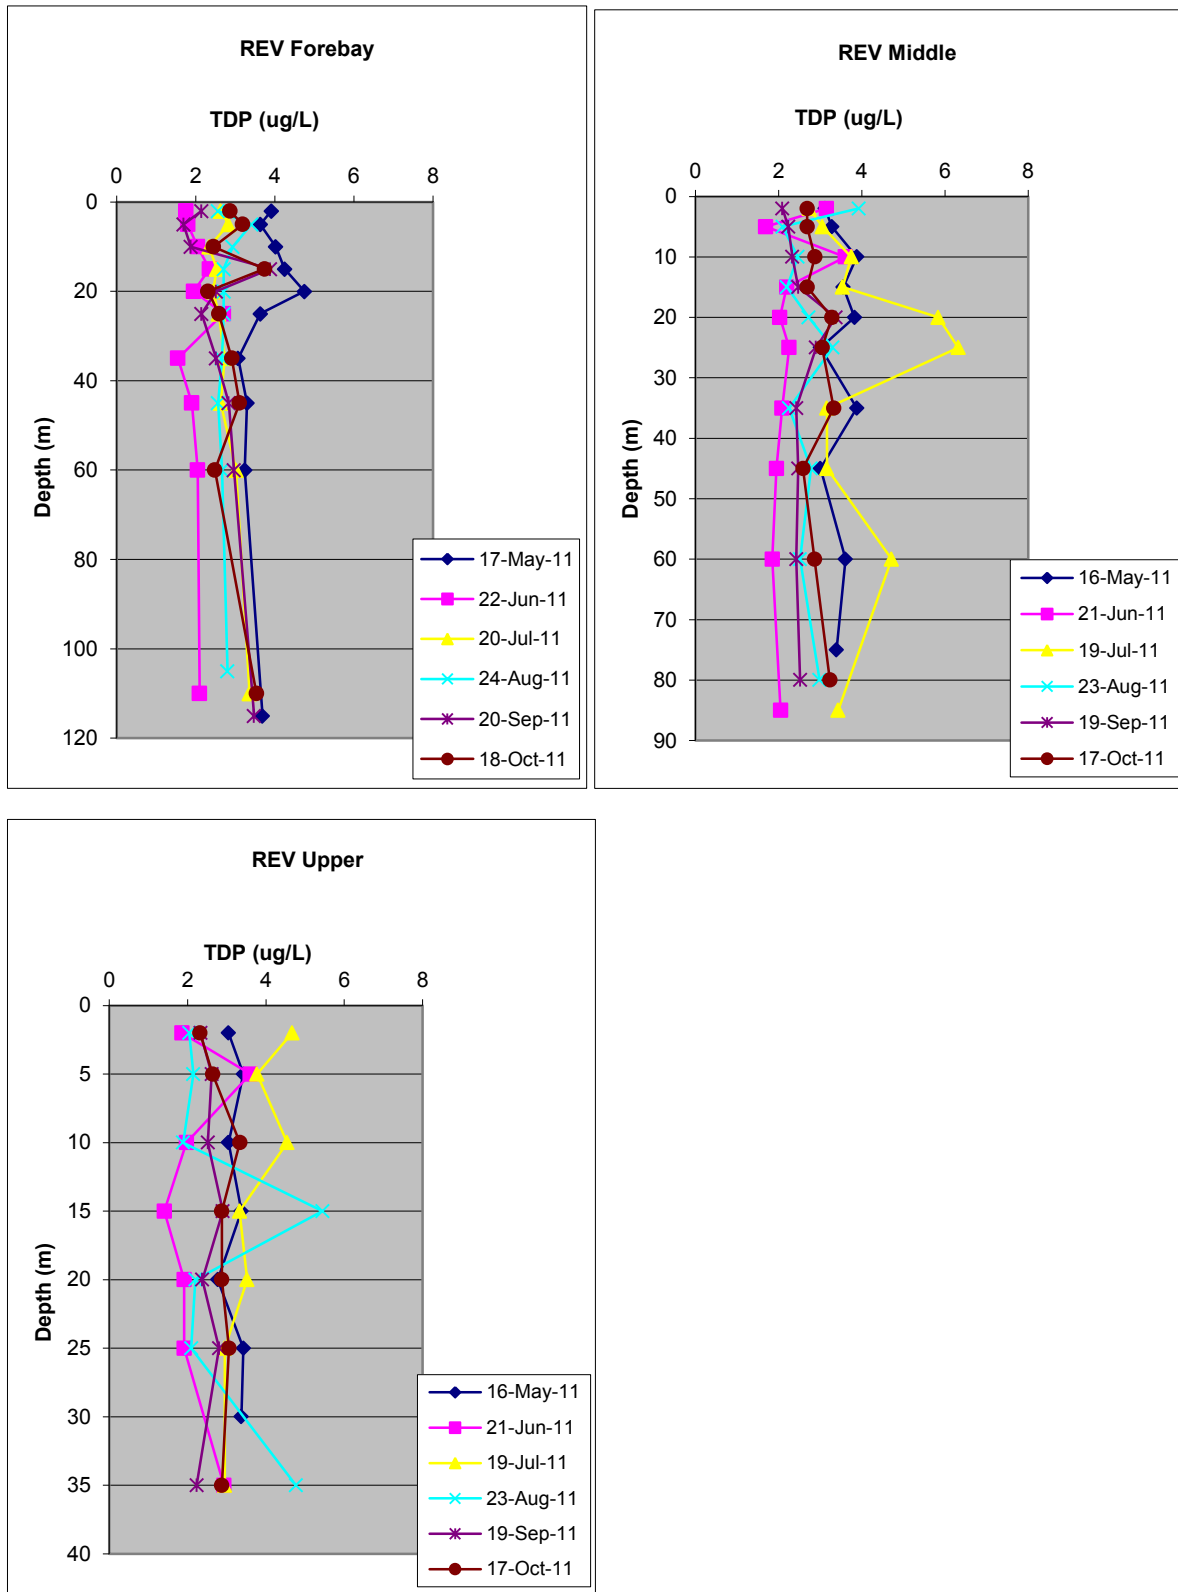 REV Forebay
TDP (ug/L)
0 2 4 6 8
0
20
40
60
80
100
120
Depth (m)
17-May-11
22-Jun-11
20-Jul-11
24-Aug-11
20-Sep-11
18-Oct-11
REV Middle
TDP (ug/L)
0 2 4 6 8
0
10
20
30
40
50
60
70
80
90
Depth (m)
16-May-11
21-Jun-11
19-Jul-11
23-Aug-11
19-Sep-11
17-Oct-11
REV Upper
TDP (ug/L)
0 2 4 6 8
0
5
10
15
20
25
30
35
40
Depth (m)
16-May-11
21-Jun-11
19-Jul-11
23-Aug-11
19-Sep-11
17-Oct-11